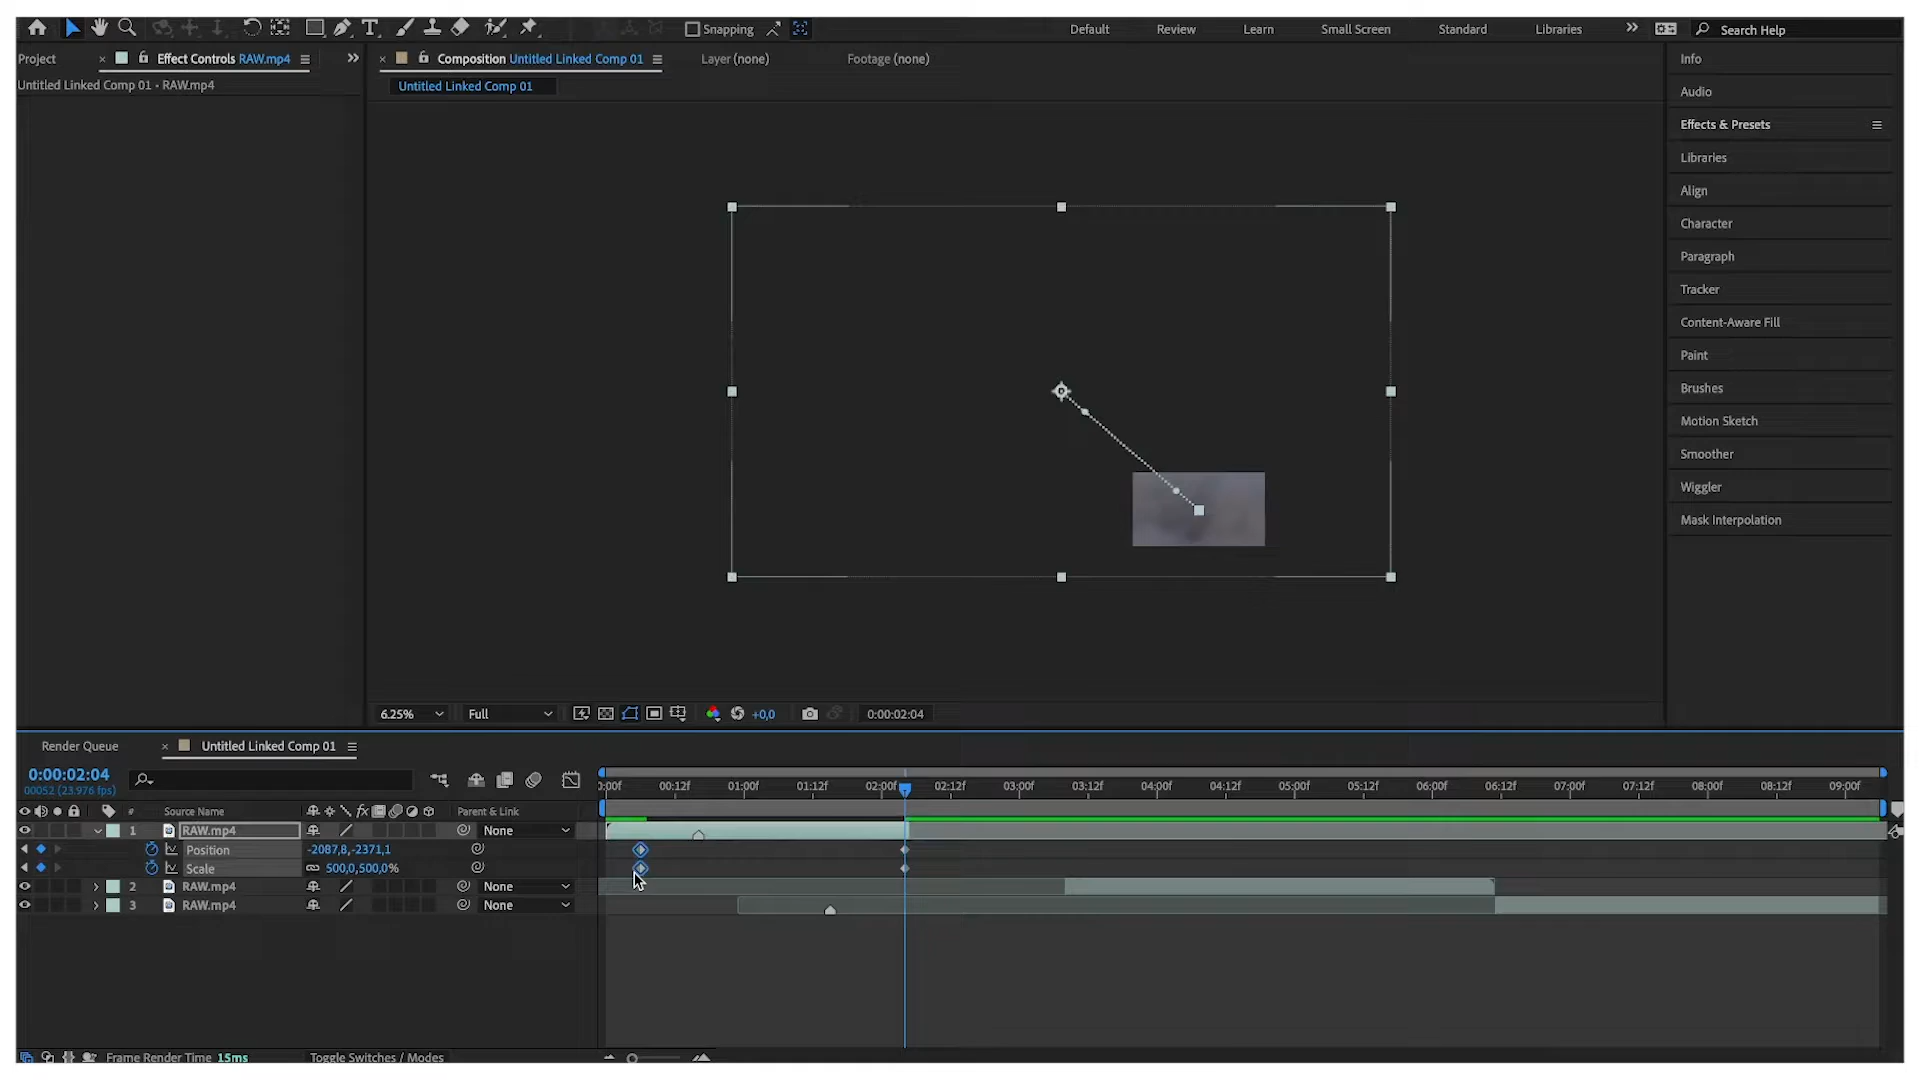 Snapping
Default
Review
Learn
Small Screen
Standard
Libraries
Search Help
Project
Effect Controls RAW.mp4
Composition Untitled Linked Comp 01
Layer (none)
Footage (none)
Untitled Linked Comp 01 • RAW.mp4
Untitled Linked Comp 01
Info
Audio
Effects & Presets
Libraries
Align
Character
Paragraph
Tracker
Content-Aware Fill
Paint
Brushes
Motion Sketch
Smoother
Wiggler
Mask Interpolation
6.25%
Full
+0,0
0:00:02:04
Render Queue
Untitled Linked Comp 01
0:00:02:04
00052 (23.976 fps)
0:00f 00:12f 01:00f 01:12f 02:00f 02:12f 03:00f 03:12f 04:00f 04:12f 05:00f 05:12f 06:00f 06:12f 07:00f 07:12f 08:00f 08:12f 09:00f
# Source Name fx Parent & Link
1 RAW.mp4 None
Position -2087,8,-2371,1
Scale 500,0,500,0%
2 RAW.mp4 None
3 RAW.mp4 None
Frame Render Time 15ms
Toggle Switches / Modes